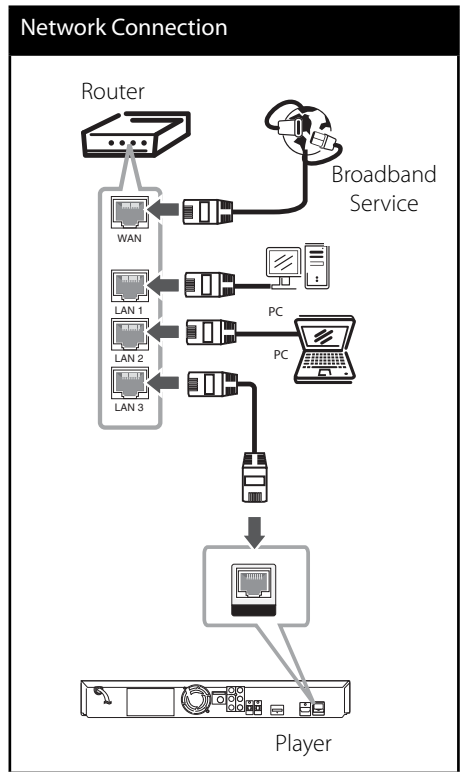 Network Connection
Router
Broadband
Service
WAN
LAN 1
PC
LAN 2
PC
LAN 3
Player